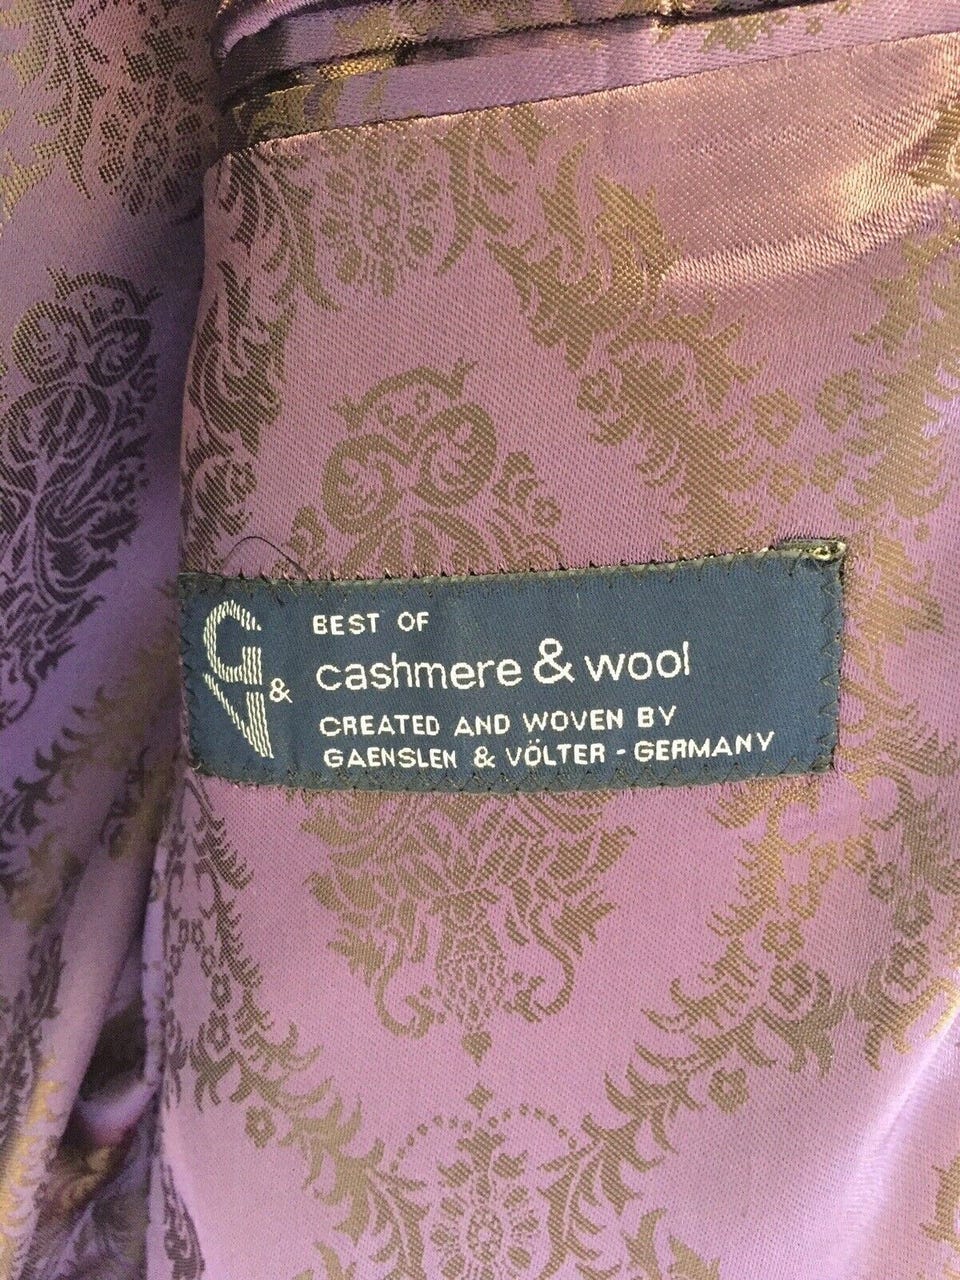 G
& V
BEST OF
cashmere & wool
CREATED AND WOVEN BY
GAENSLEN & VÖLTER - GERMANY